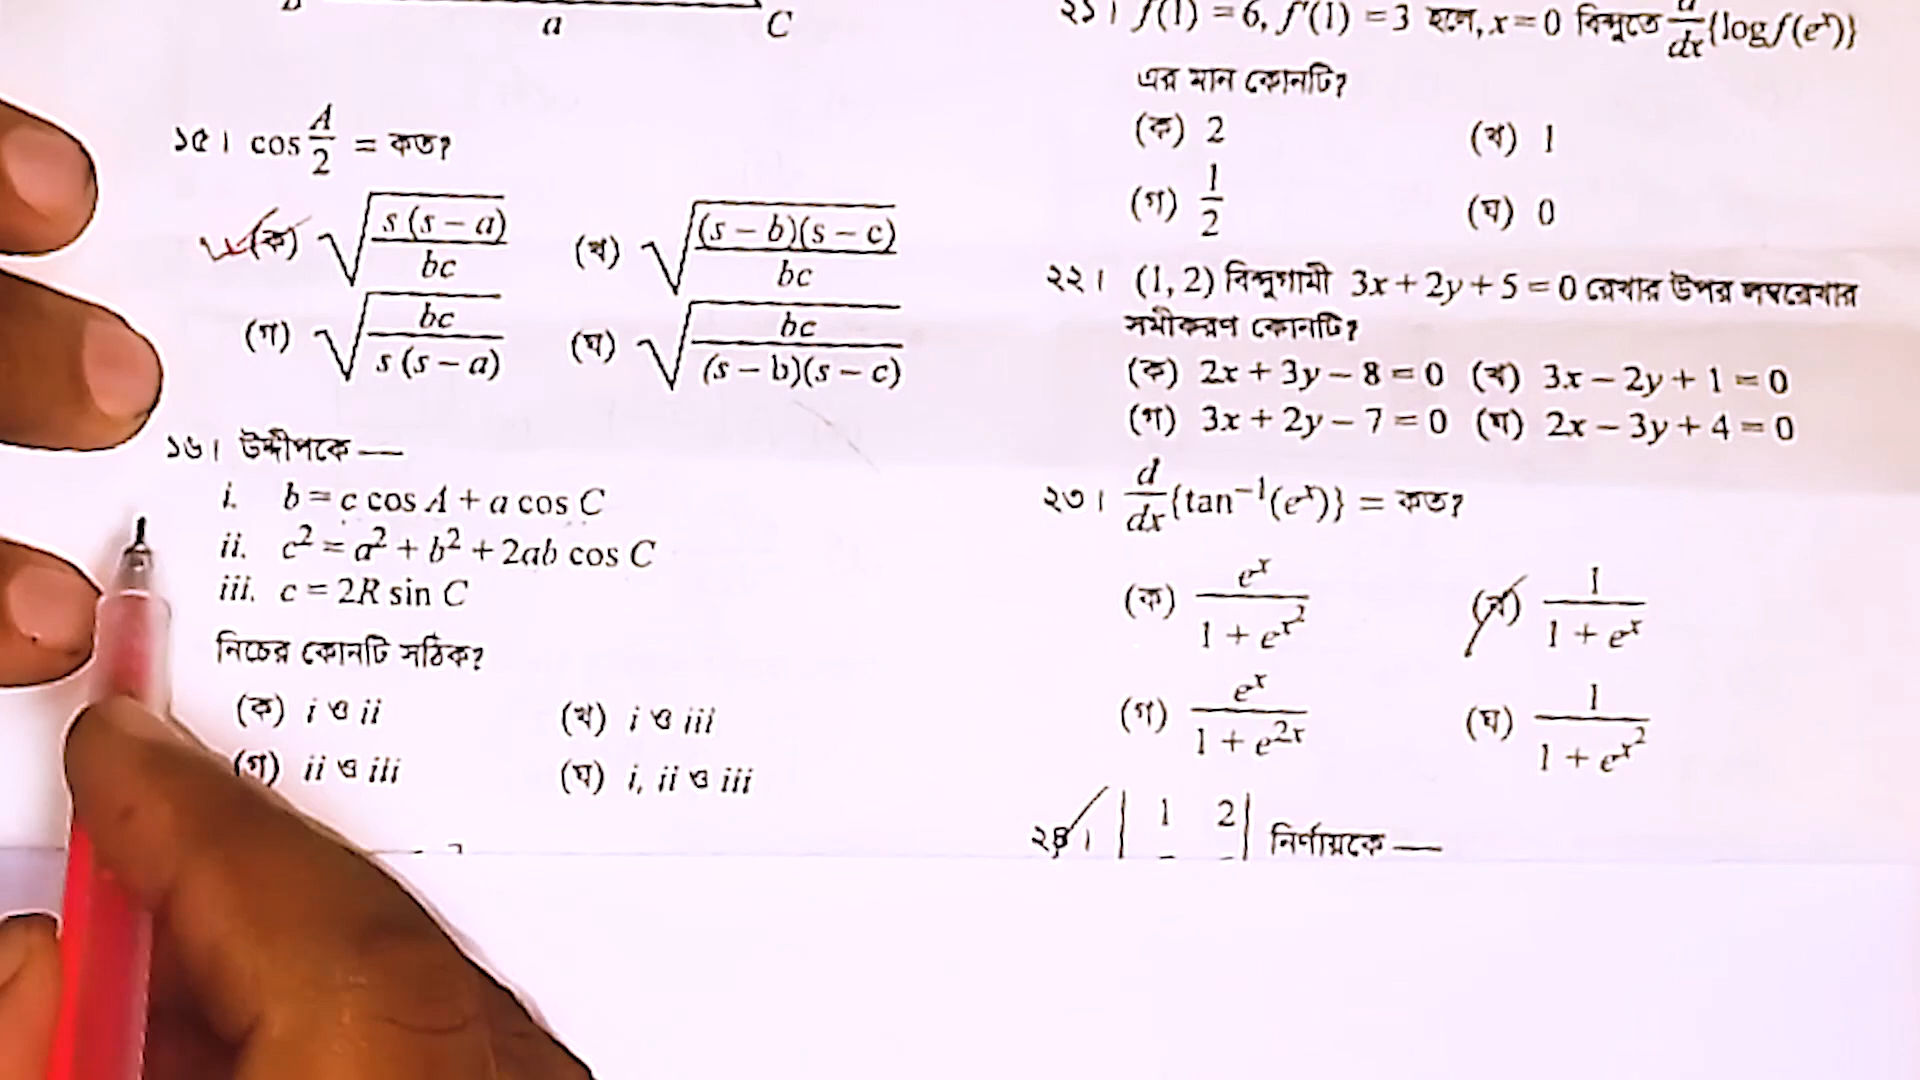 a C
১৫। cos A/2 = কত?
(ক) √(s(s − a)/bc) (খ) √((s − b)(s − c)/bc)
(গ) √(bc/s(s − a)) (ঘ) √(bc/(s − b)(s − c))
১৬। উদ্দীপকে —
i. b = c cos A + a cos C
ii. c² = a² + b² + 2ab cos C
iii. c = 2R sin C
নিচের কোনটি সঠিক?
(ক) i ও ii (খ) i ও iii
(গ) ii ও iii (ঘ) i, ii ও iii
২১। f(1) = 6, f′(1) = 3 হলে, x = 0 বিন্দুতে d/dx{log f(eˣ)}
এর মান কোনটি?
(ক) 2 (খ) 1
(গ) 1/2 (ঘ) 0
২২। (1, 2) বিন্দুগামী 3x + 2y + 5 = 0 রেখার উপর লম্বরেখার
সমীকরণ কোনটি?
(ক) 2x + 3y − 8 = 0 (খ) 3x − 2y + 1 = 0
(গ) 3x + 2y − 7 = 0 (ঘ) 2x − 3y + 4 = 0
২৩। d/dx{tan⁻¹(eˣ)} = কত?
(ক) eˣ/(1 + e^x²) (খ) 1/(1 + eˣ)
(গ) eˣ/(1 + e²ˣ) (ঘ) 1/(1 + e^x²)
২৪। | 1 2 | নির্ণায়কে —